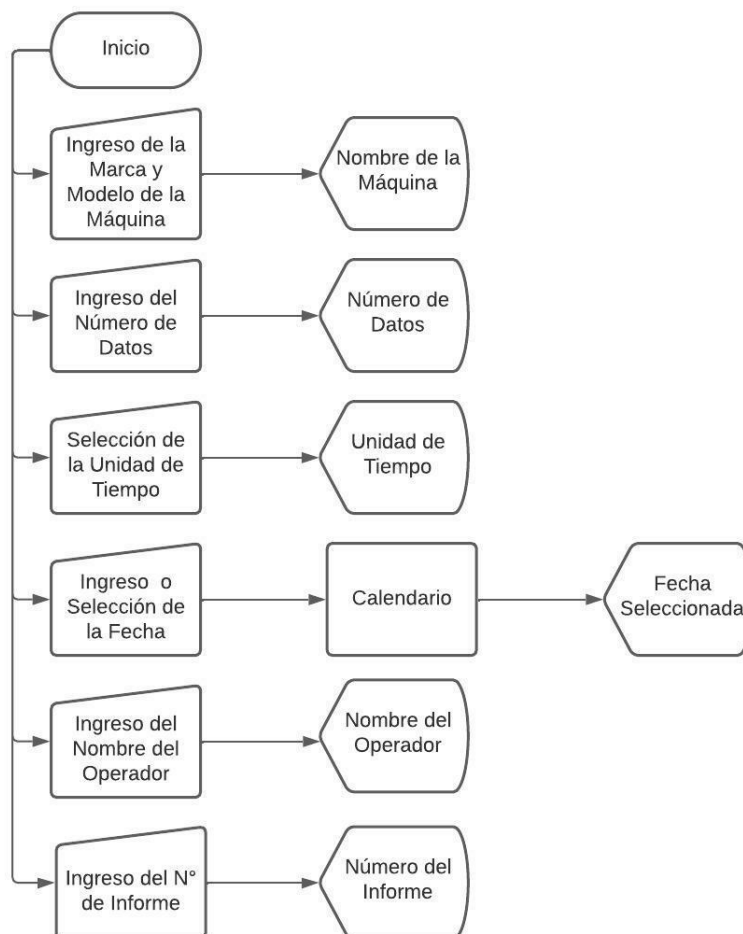 Inicio
Ingreso de la
Marca y
Modelo de la
Máquina
Nombre de la
Máquina
Ingreso del
Número de
Datos
Número de
Datos
Selección de
la Unidad de
Tiempo
Unidad de
Tiempo
Ingreso o
Selección de
la Fecha
Calendario
Fecha
Seleccionada
Ingreso del
Nombre del
Operador
Nombre del
Operador
Ingreso del N°
de Informe
Número del
Informe